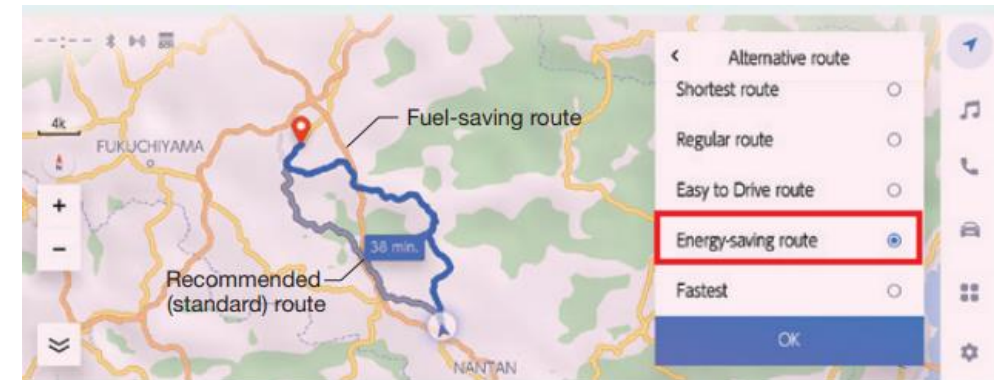 --:--
4k
FUKUCHIYAMA
+
−
Fuel-saving route
38 min.
Recommended
(standard) route
NANTAN
Alternative route
Shortest route
Regular route
Easy to Drive route
Energy-saving route
Fastest
OK